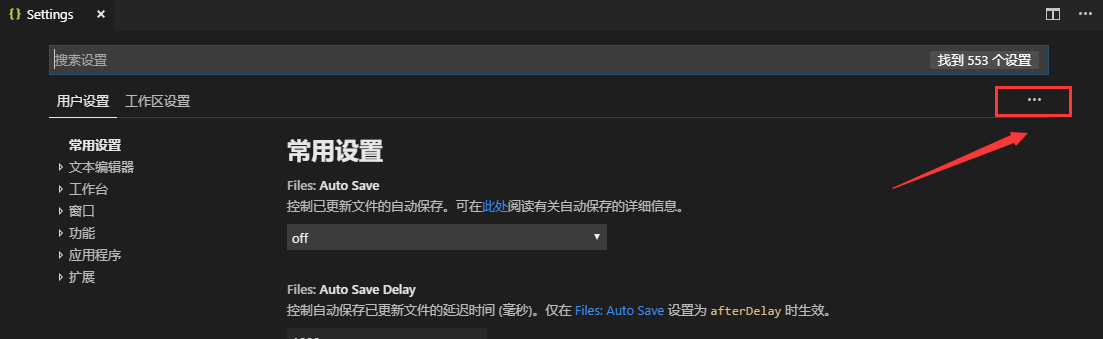 {} Settings ×
搜索设置 找到 553 个设置
用户设置 工作区设置
常用设置
文本编辑器
工作台
窗口
功能
应用程序
扩展
常用设置
Files: Auto Save
控制已更新文件的自动保存。可在此处阅读有关自动保存的详细信息。
off
Files: Auto Save Delay
控制自动保存已更新文件的延迟时间 (毫秒)。仅在 Files: Auto Save 设置为 afterDelay 时生效。